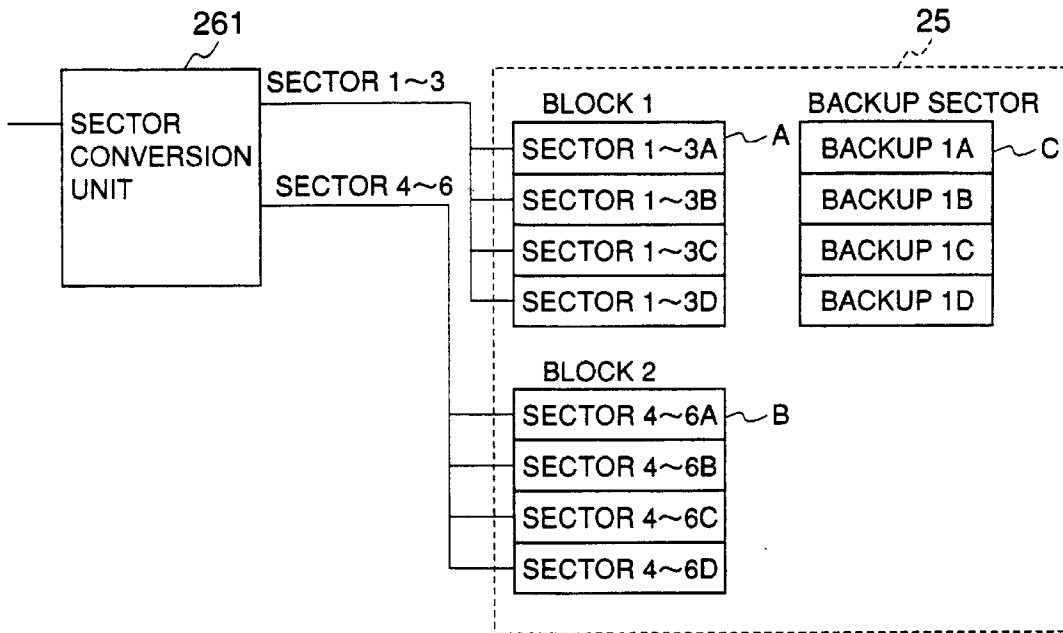 261
25
SECTOR 1~3
SECTOR
CONVERSION
UNIT
SECTOR 4~6
BLOCK 1
SECTOR 1~3A
A
SECTOR 1~3B
SECTOR 1~3C
SECTOR 1~3D
BACKUP SECTOR
BACKUP 1A
C
BACKUP 1B
BACKUP 1C
BACKUP 1D
BLOCK 2
SECTOR 4~6A
B
SECTOR 4~6B
SECTOR 4~6C
SECTOR 4~6D